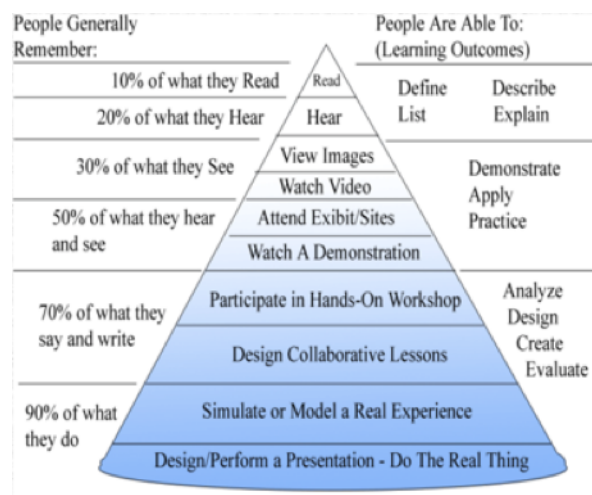 People Generally
Remember:
People Are Able To:
(Learning Outcomes)
10% of what they Read
Read
Define
List
Describe
Explain
20% of what they Hear
Hear
30% of what they See
View Images
Watch Video
Demonstrate
Apply
Practice
50% of what they hear
and see
Attend Exibit/Sites
Watch A Demonstration
70% of what they
say and write
Participate in Hands-On Workshop
Design Collaborative Lessons
Analyze
Design
Create
Evaluate
90% of what
they do
Simulate or Model a Real Experience
Design/Perform a Presentation - Do The Real Thing